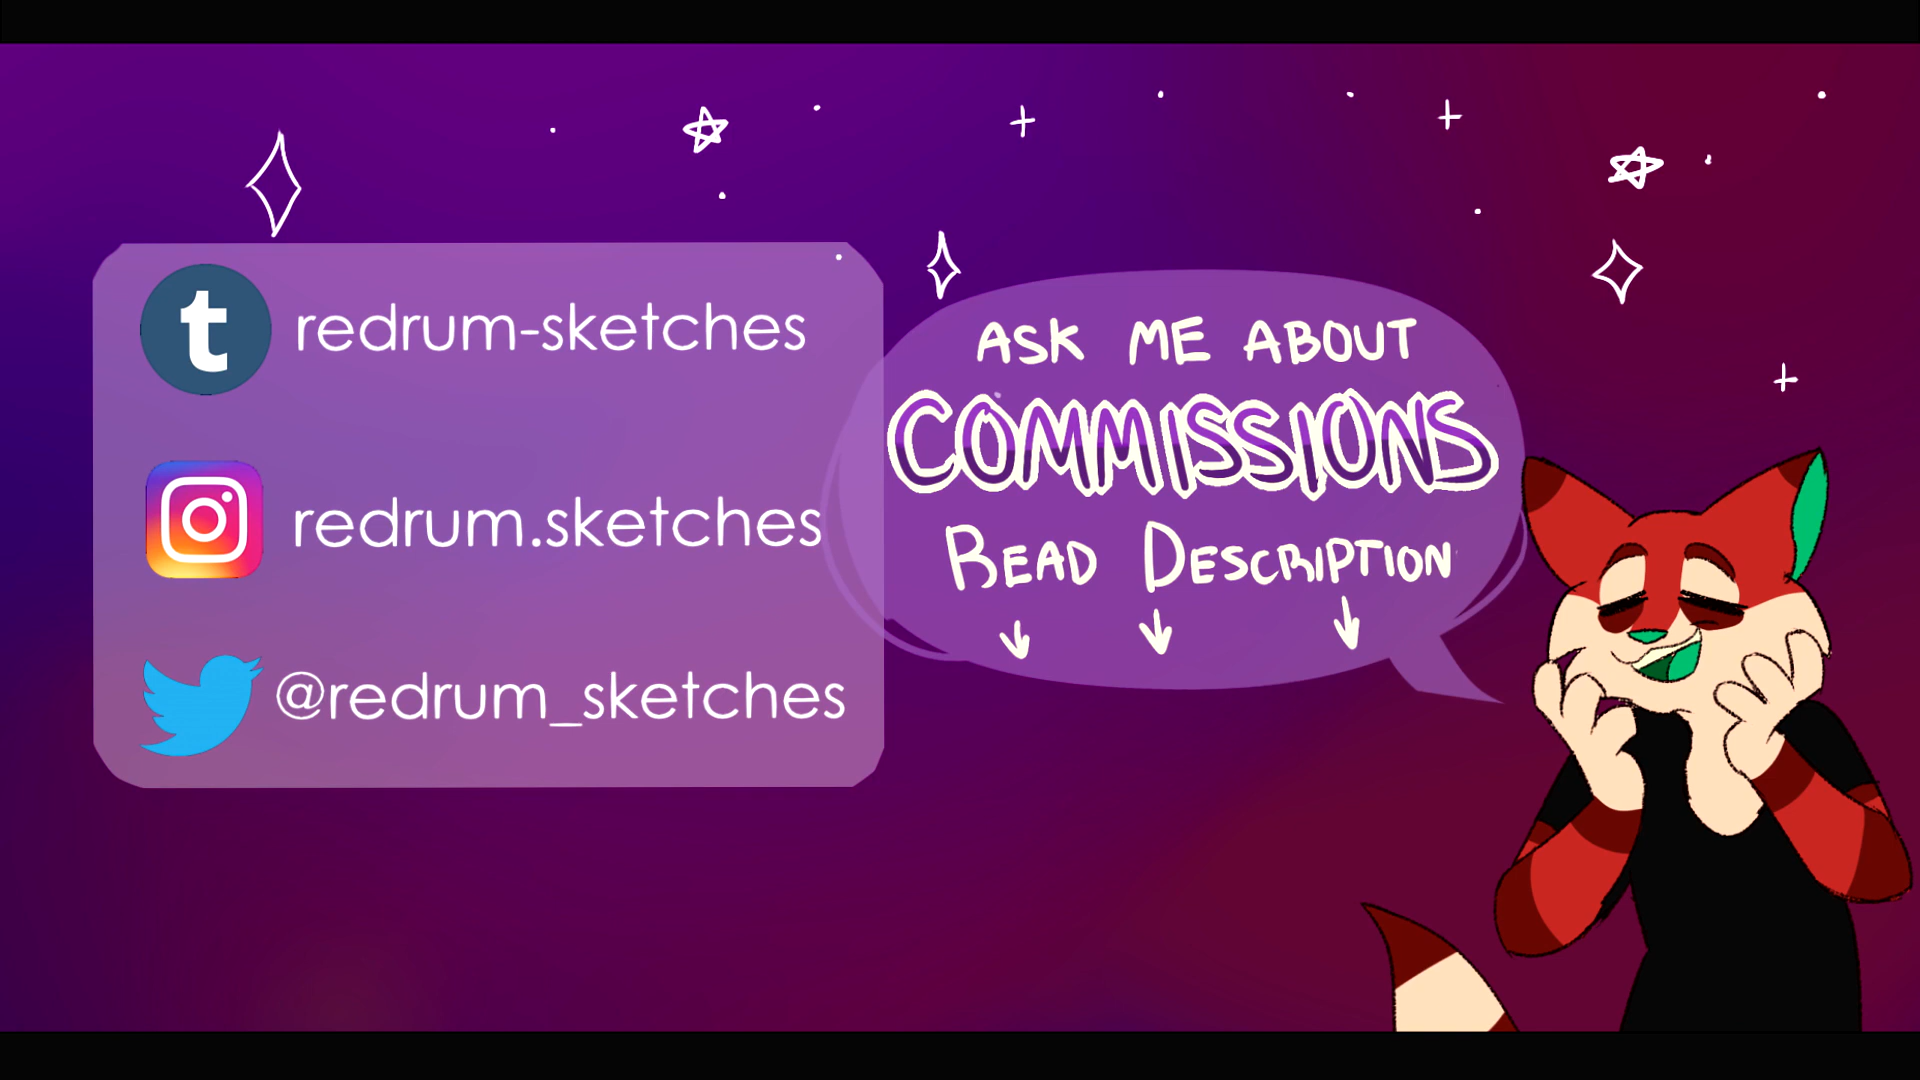 redrum-sketches
redrum.sketches
@redrum_sketches
ASK ME ABOUT
COMMISSIONS
READ DESCRIPTION